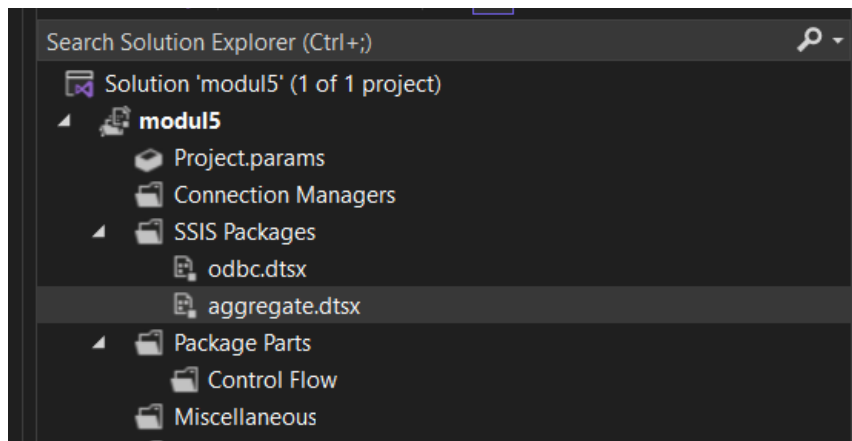 Search Solution Explorer (Ctrl+;)
Solution 'modul5' (1 of 1 project)
modul5
Project.params
Connection Managers
SSIS Packages
odbc.dtsx
aggregate.dtsx
Package Parts
Control Flow
Miscellaneous